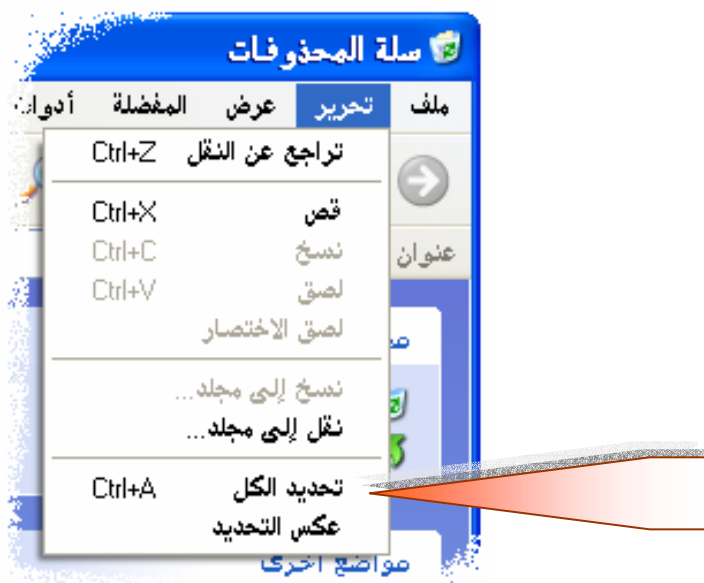 سلة المحذوفات
ملف تحرير عرض المفضلة
تراجع عن النقل Ctrl+Z
قص Ctrl+X
نسخ Ctrl+C
عنوان
لصق Ctrl+V
لصق الاختصار
نسخ إلى مجلد...
نقل إلى مجلد...
تحديد الكل Ctrl+A
عكس التحديد
مواضع أخرى